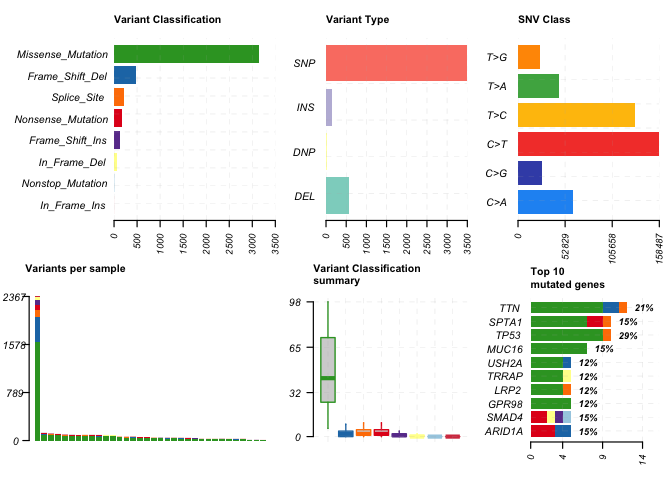 Variant Classification
Missense_Mutation
Frame_Shift_Del
Splice_Site
Nonsense_Mutation
Frame_Shift_Ins
In_Frame_Del
Nonstop_Mutation
In_Frame_Ins
0 500 1000 1500 2000 2500 3000 3500
Variant Type
SNP
INS
DNP
DEL
0 500 1000 1500 2000 2500 3000 3500
SNV Class
T>G
T>A
T>C
C>T
C>G
C>A
0 52829 105658 158487
Variants per sample
2367
1578
789
0
Variant Classification
summary
98
65
32
0
Top 10
mutated genes
TTN 21%
SPTA1 15%
TP53 29%
MUC16 15%
USH2A 12%
TRRAP 12%
LRP2 12%
GPR98 12%
SMAD4 15%
ARID1A 15%
0 4 9 14